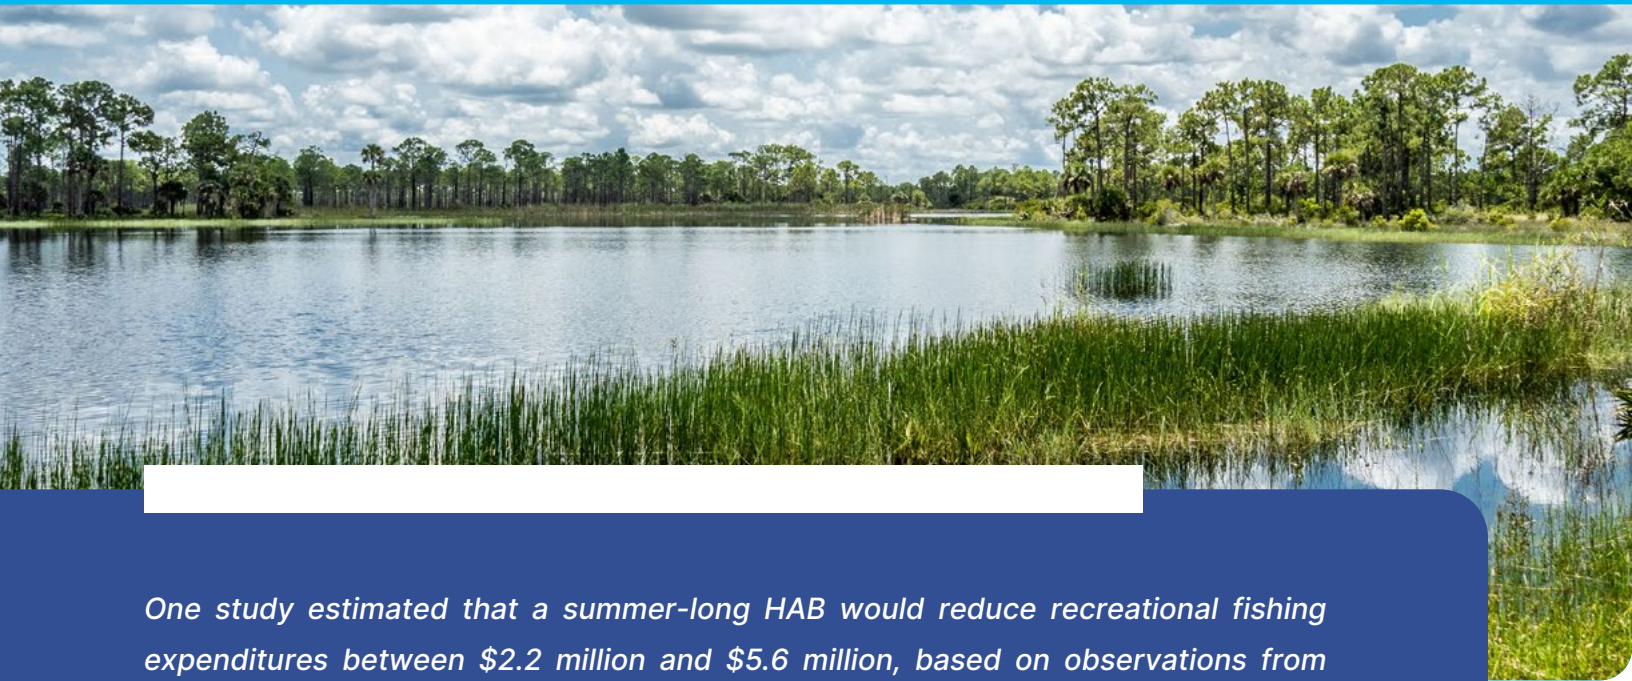 One study estimated that a summer-long HAB would reduce recreational fishing
expenditures between $2.2 million and $5.6 million, based on observations from